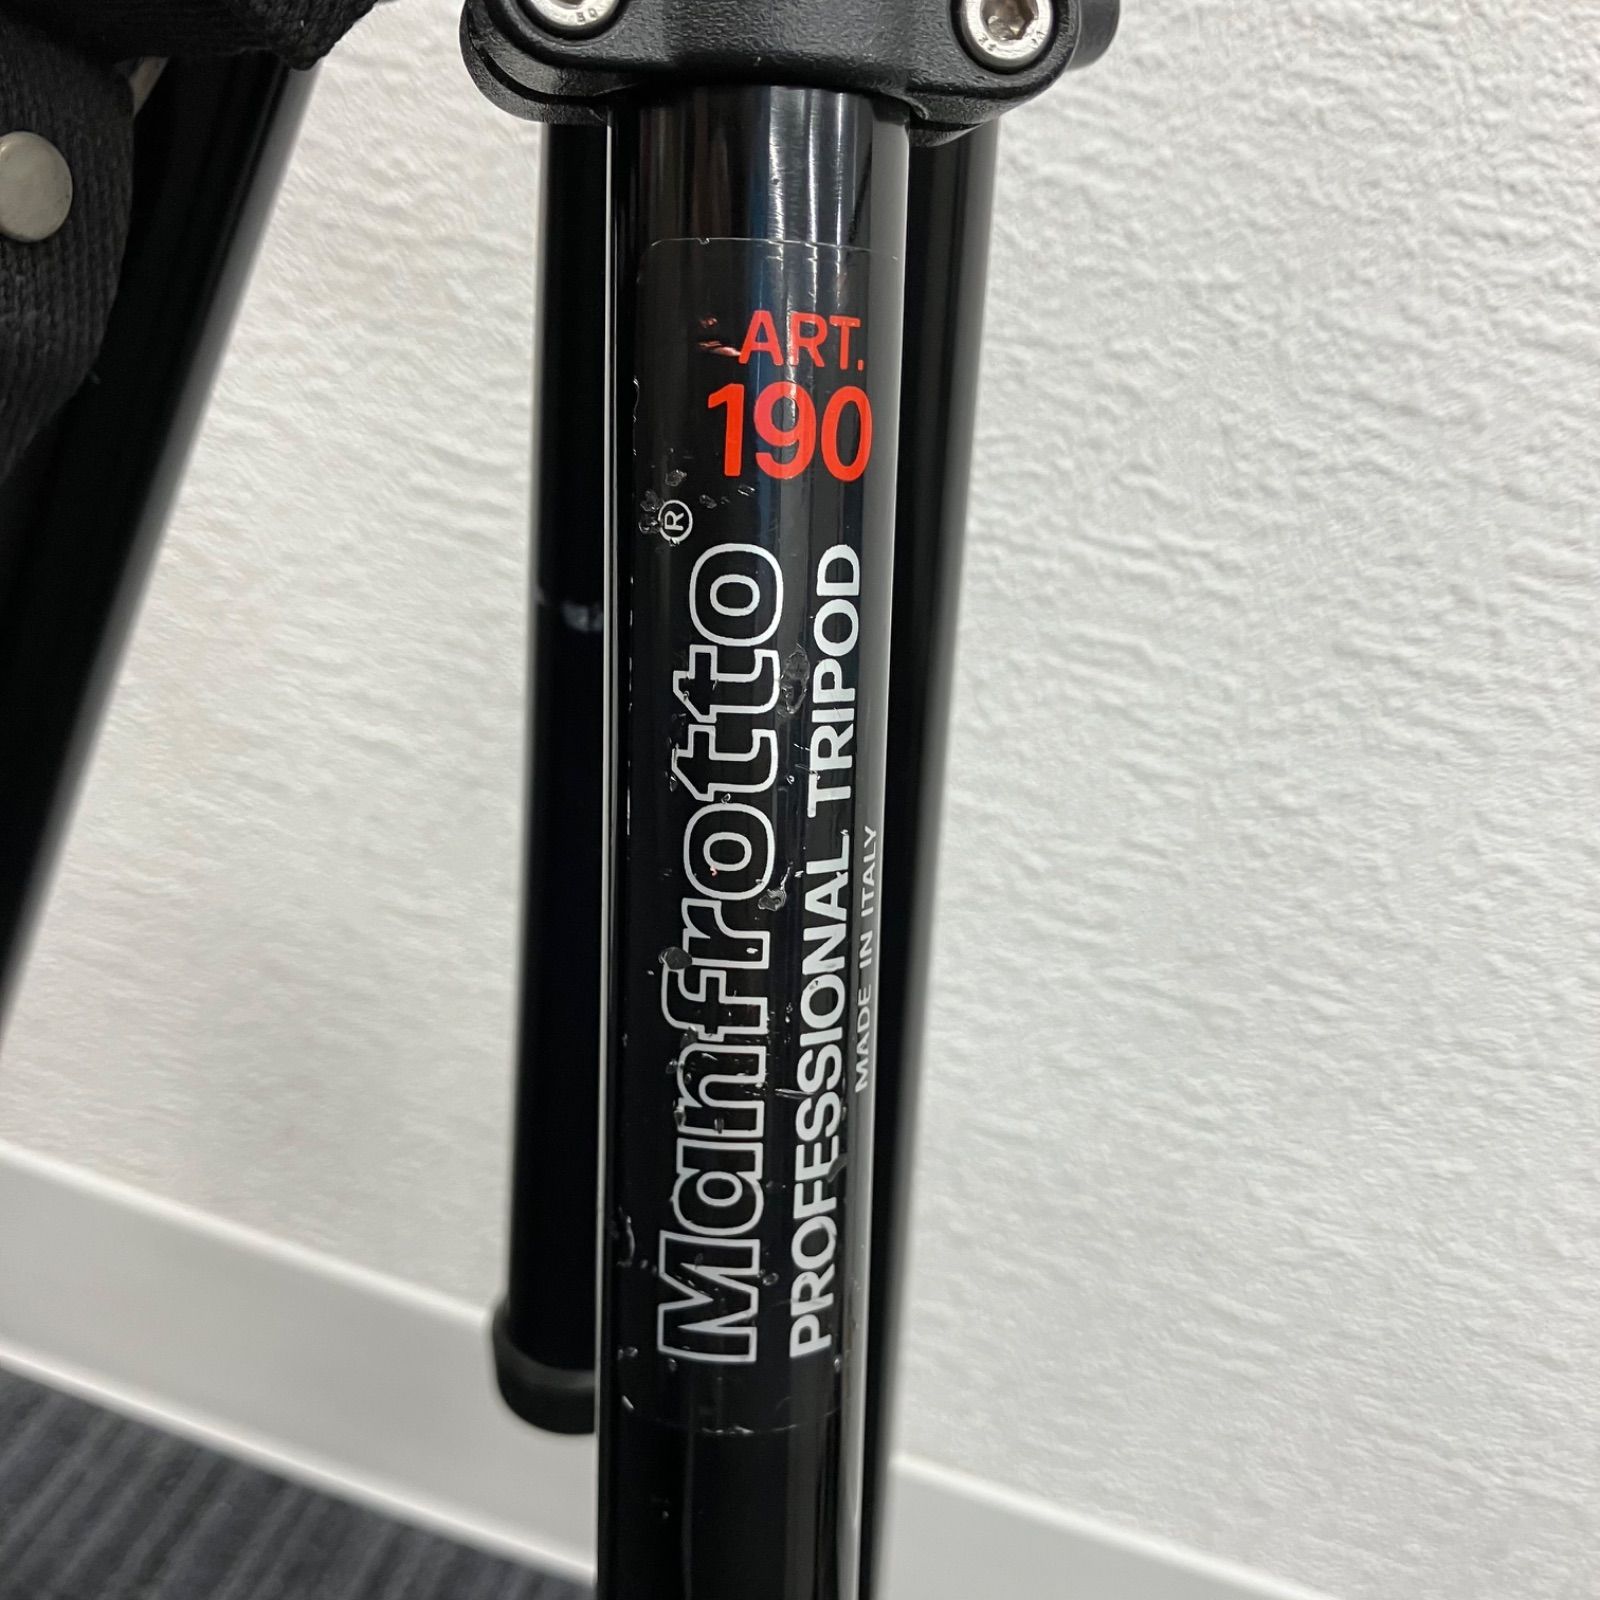 ART.
190
Manfrotto®
PROFESSIONAL TRIPOD
MADE IN ITALY